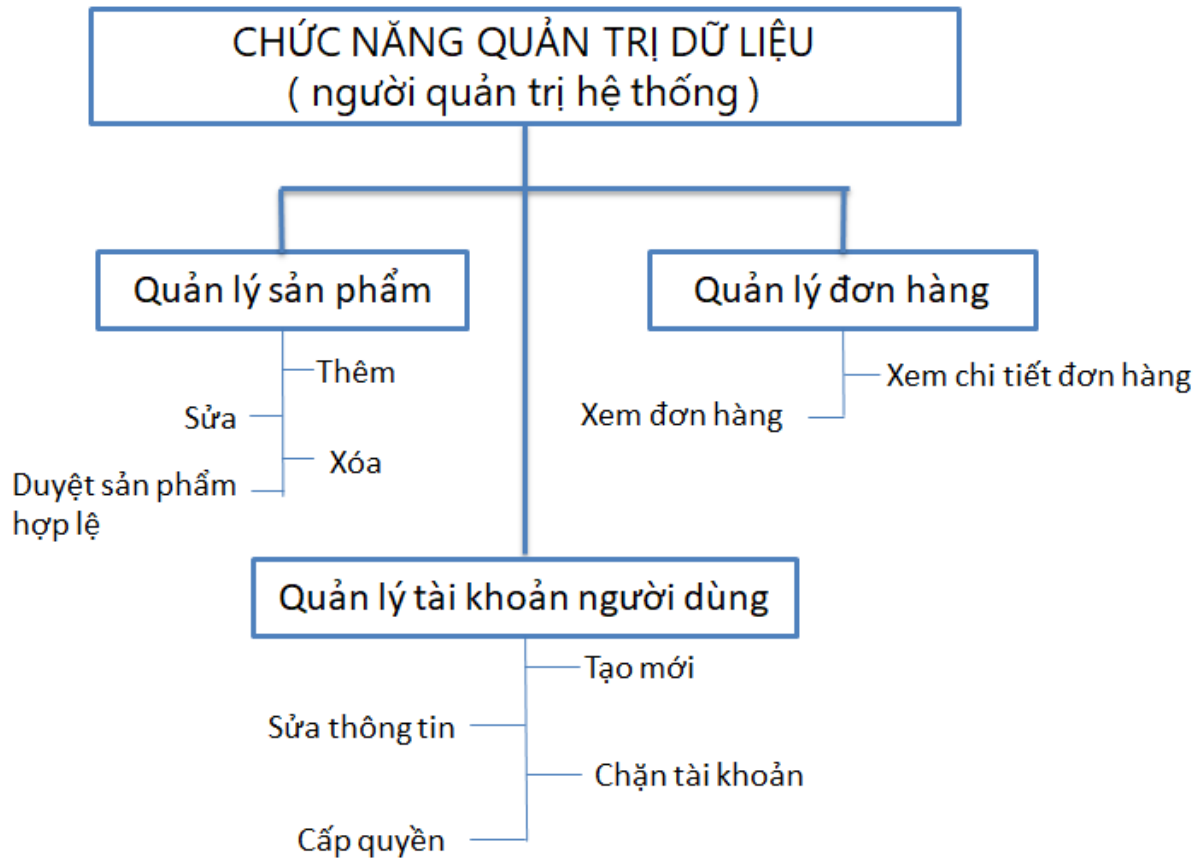 CHỨC NĂNG QUẢN TRỊ DỮ LIỆU
( người quản trị hệ thống )
Quản lý sản phẩm
Thêm
Sửa
Xóa
Duyệt sản phẩm
hợp lệ
Quản lý đơn hàng
Xem chi tiết đơn hàng
Xem đơn hàng
Quản lý tài khoản người dùng
Tạo mới
Sửa thông tin
Chặn tài khoản
Cấp quyền